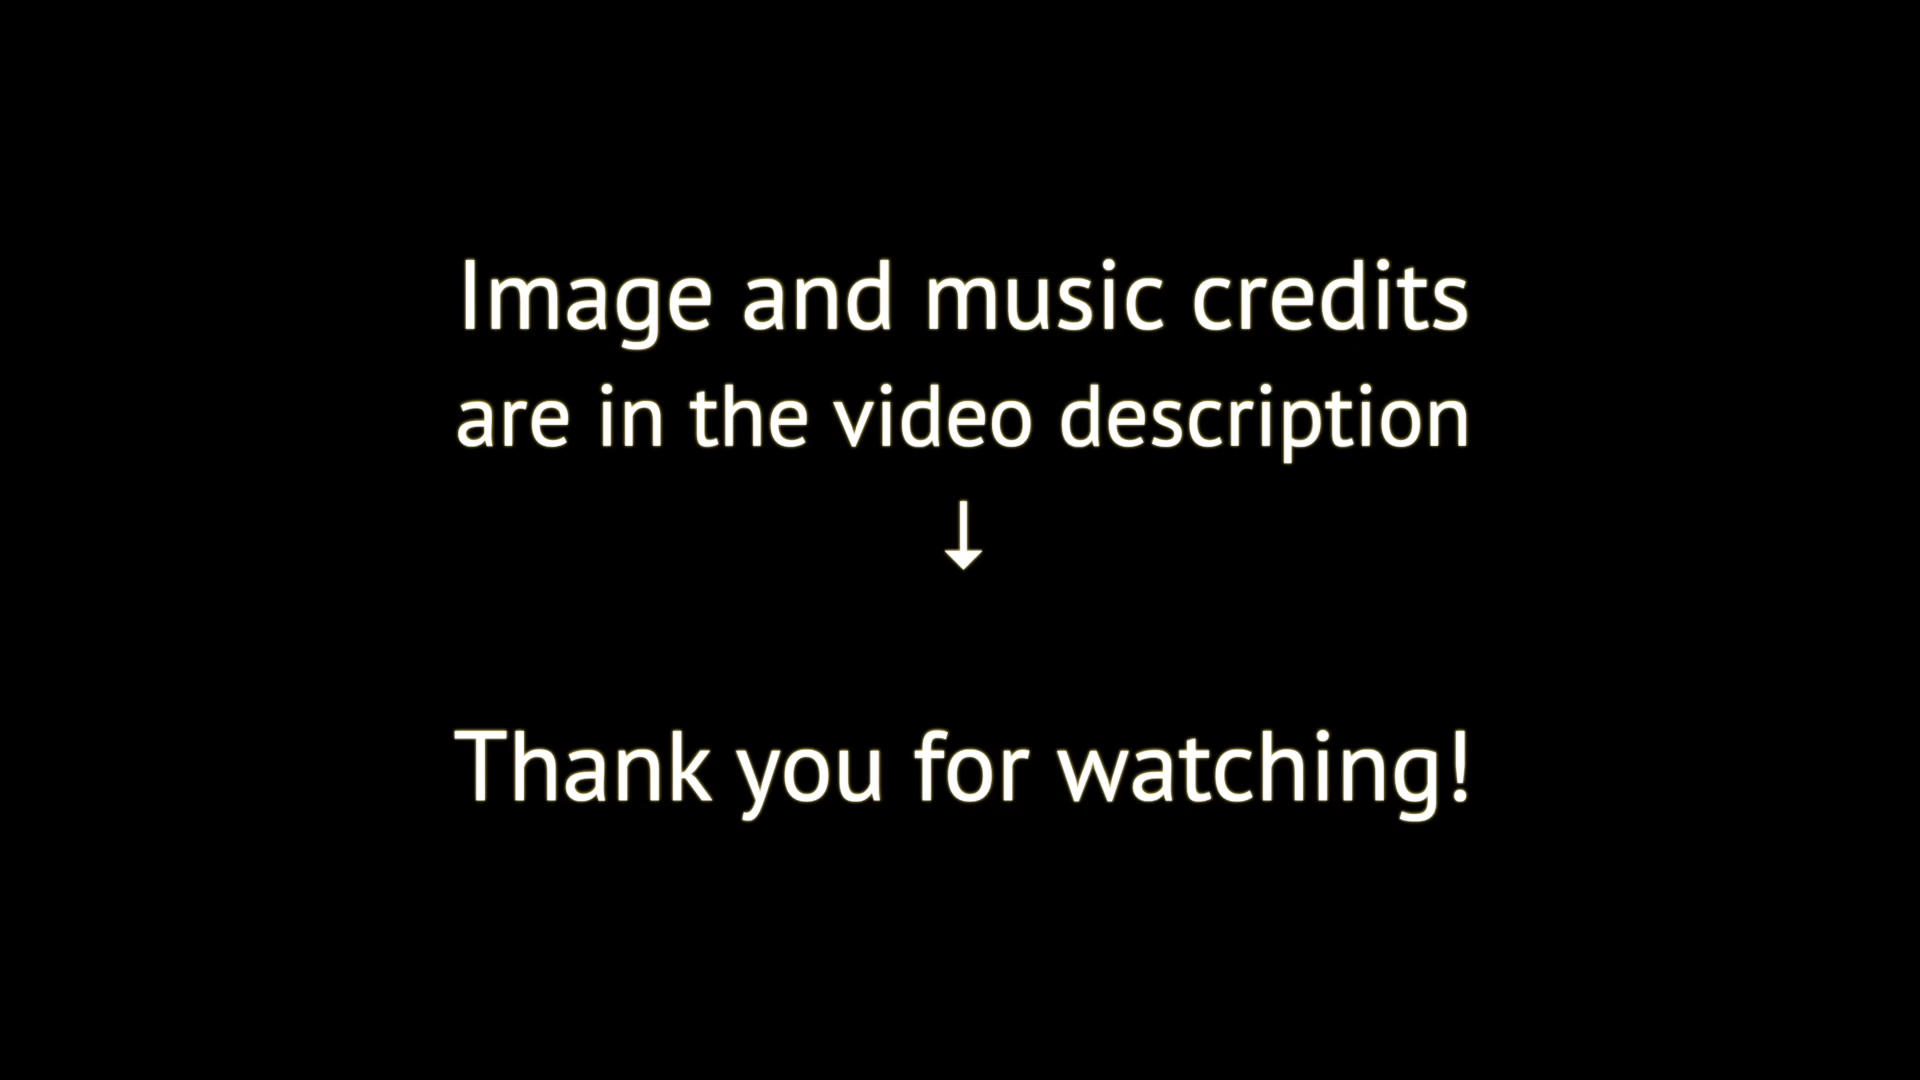 Image and music credits
are in the video description
↓
Thank you for watching!